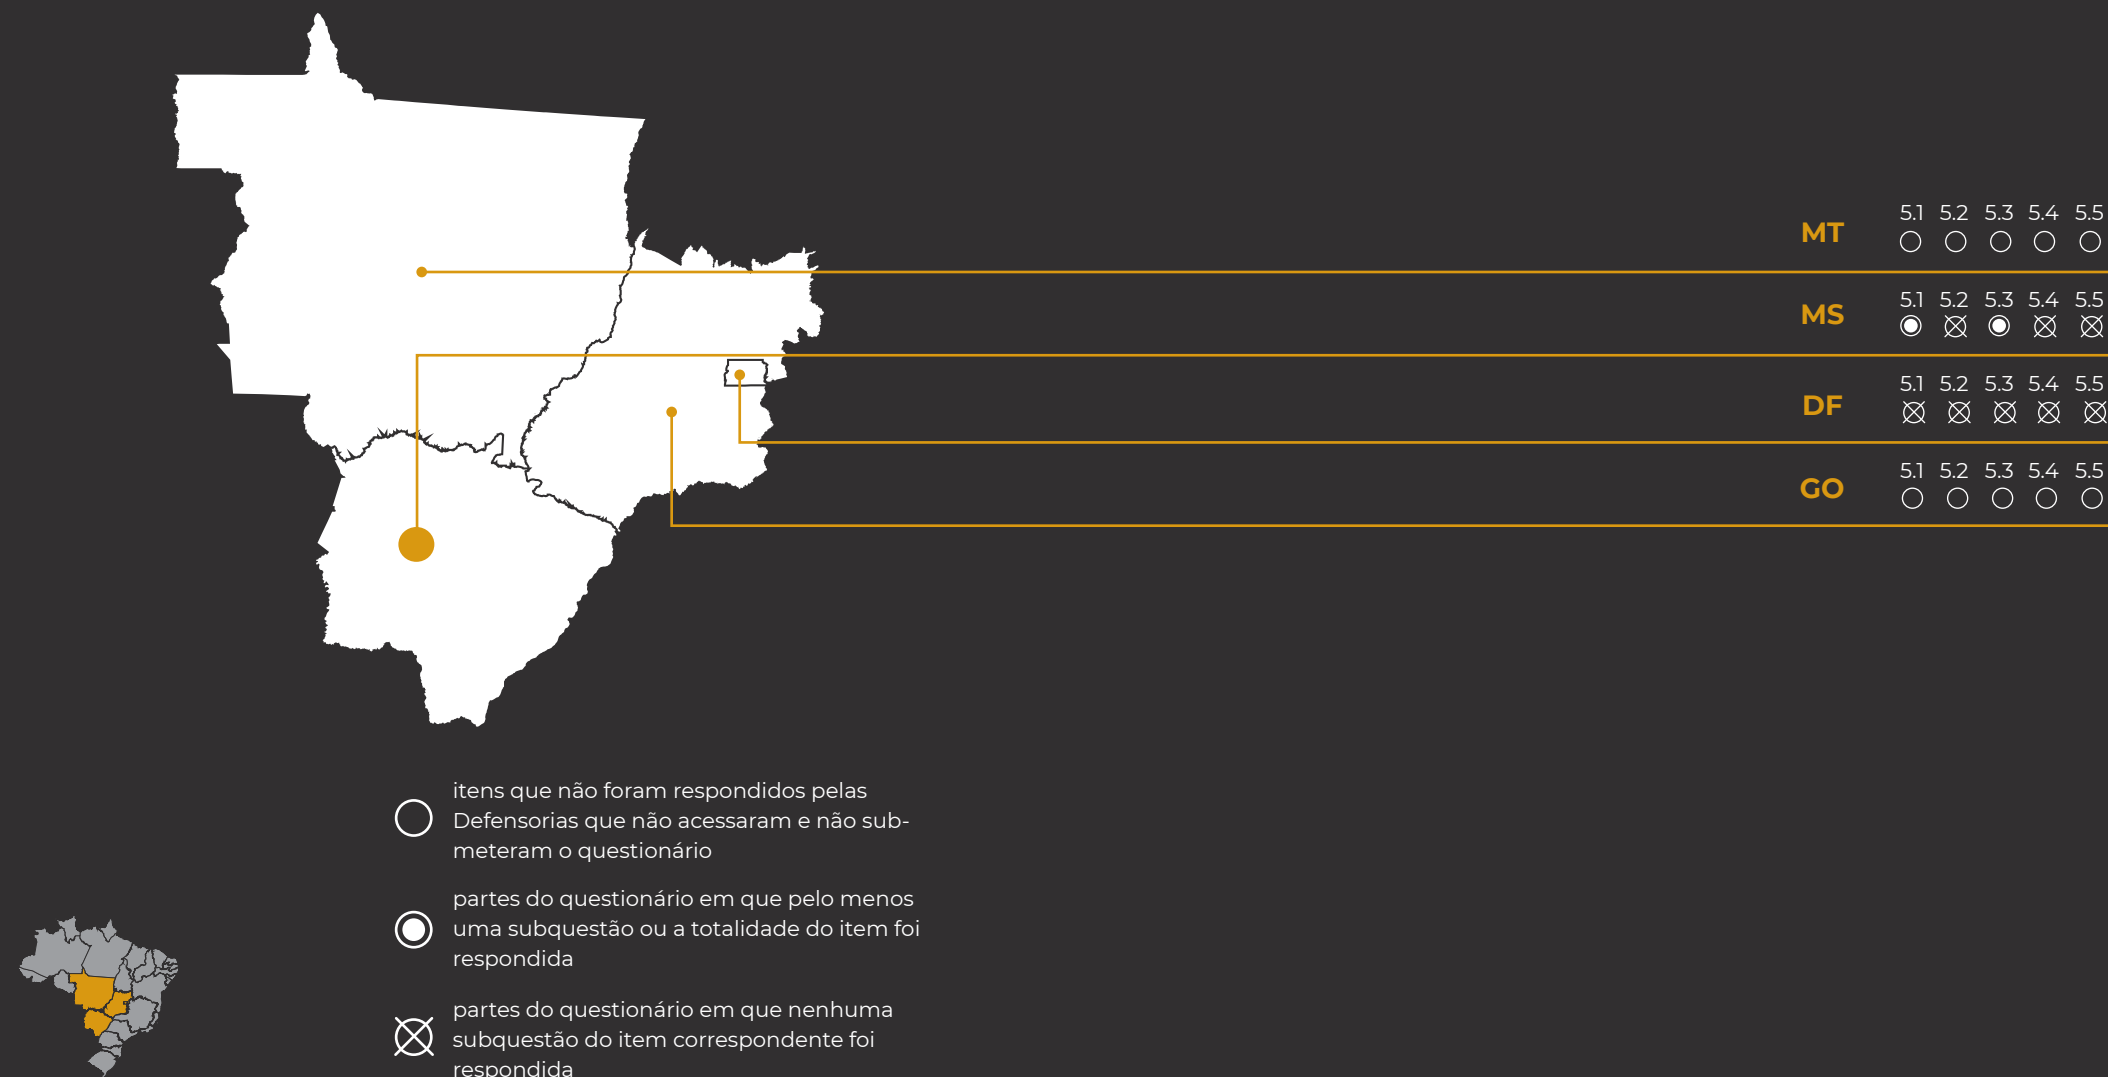 MT
5.1 5.2 5.3 5.4 5.5
MS
5.1 5.2 5.3 5.4 5.5
DF
5.1 5.2 5.3 5.4 5.5
GO
5.1 5.2 5.3 5.4 5.5
itens que não foram respondidos pelas
Defensorias que não acessaram e não sub-
meteram o questionário
partes do questionário em que pelo menos
uma subquestão ou a totalidade do item foi
respondida
partes do questionário em que nenhuma
subquestão do item correspondente foi
respondida